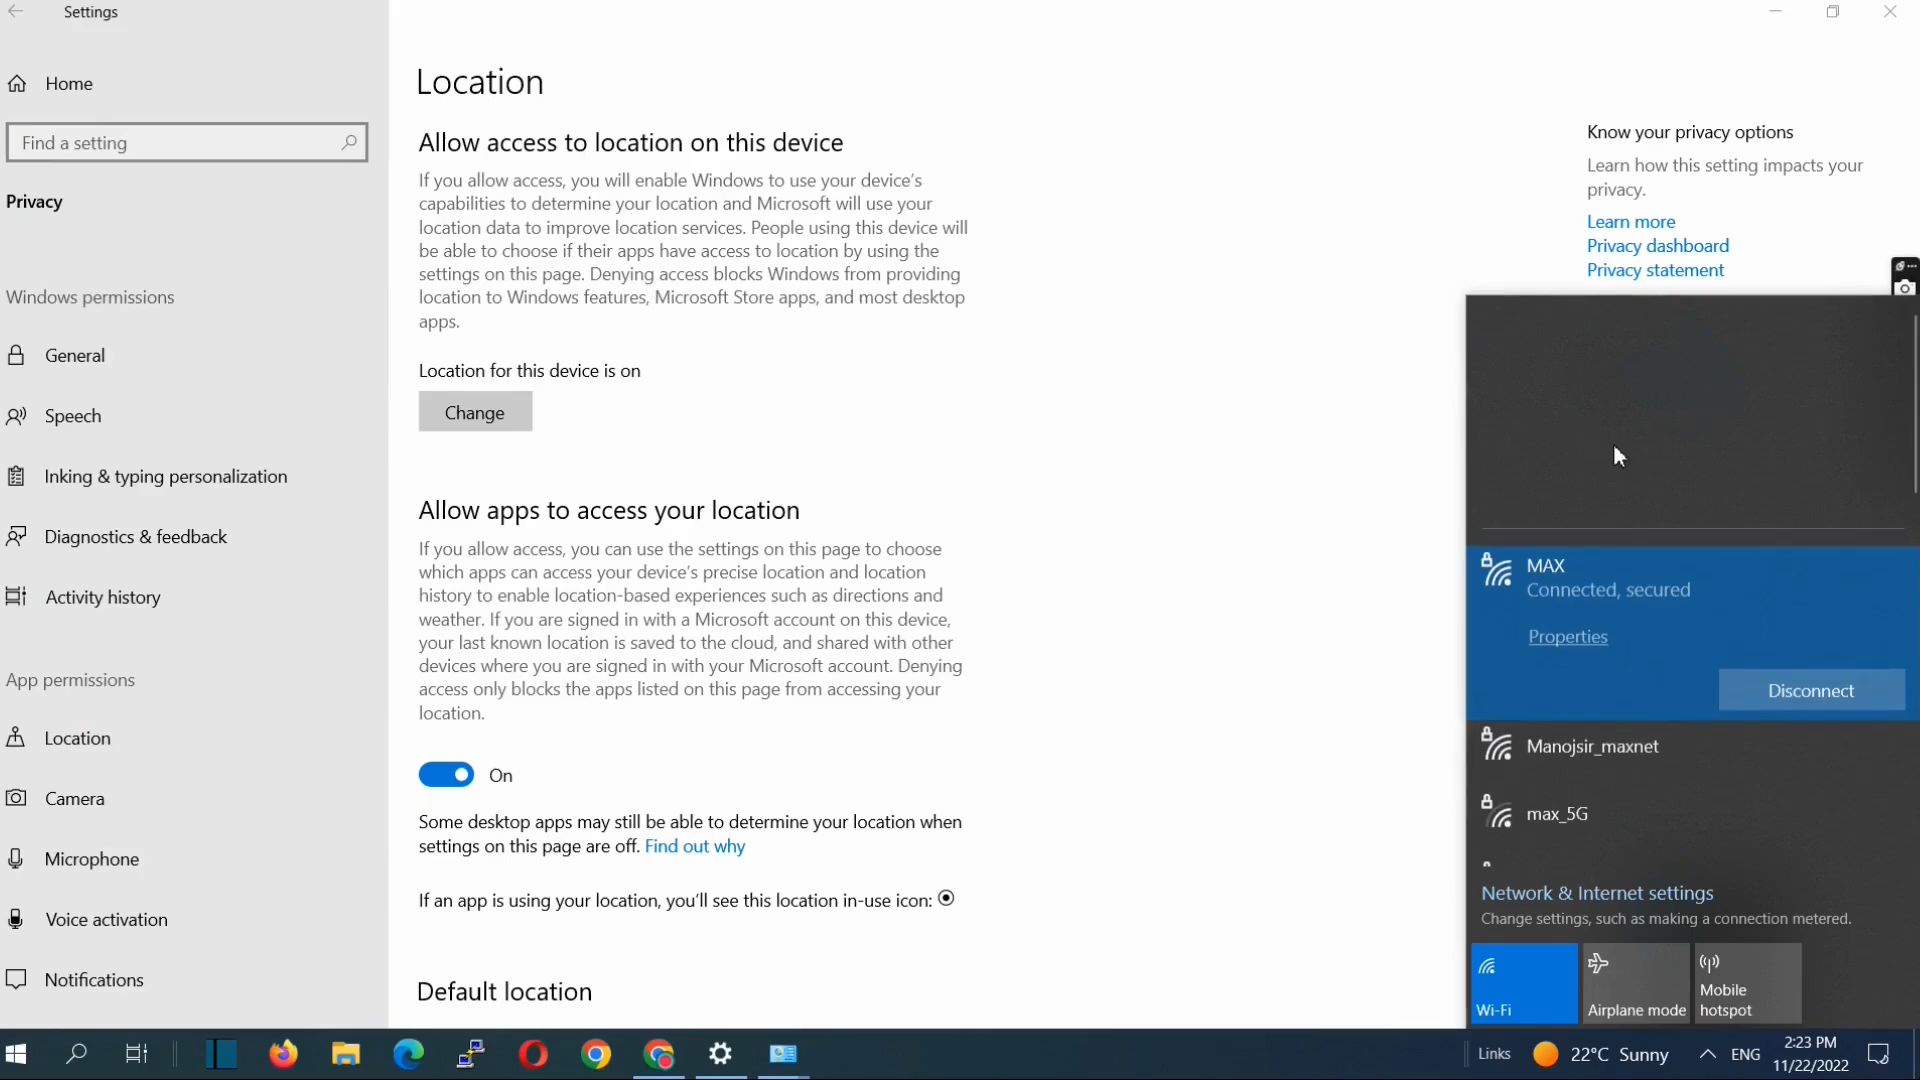 Settings
Home
Find a setting
Privacy
Windows permissions
General
Speech
Inking & typing personalization
Diagnostics & feedback
Activity history
App permissions
Location
Camera
Microphone
Voice activation
Notifications
Location
Allow access to location on this device
If you allow access, you will enable Windows to use your device's
capabilities to determine your location and Microsoft will use your
location data to improve location services. People using this device will
be able to choose if their apps have access to location by using the
settings on this page. Denying access blocks Windows from providing
location to Windows features, Microsoft Store apps, and most desktop
apps.
Location for this device is on
Change
Allow apps to access your location
If you allow access, you can use the settings on this page to choose
which apps can access your device's precise location and location
history to enable location-based experiences such as directions and
weather. If you are signed in with a Microsoft account on this device,
your last known location is saved to the cloud, and shared with other
devices where you are signed in with your Microsoft account. Denying
access only blocks the apps listed on this page from accessing your
location.
On
Some desktop apps may still be able to determine your location when
settings on this page are off. Find out why
If an app is using your location, you'll see this location in-use icon:
Default location
Know your privacy options
Learn how this setting impacts your
privacy.
Learn more
Privacy dashboard
Privacy statement
MAX
Connected, secured
Properties
Disconnect
Manojsir_maxnet
max_5G
Network & Internet settings
Change settings, such as making a connection metered.
Wi-Fi
Airplane mode
Mobile
hotspot
Links
22°C Sunny
ENG
2:23 PM
11/22/2022